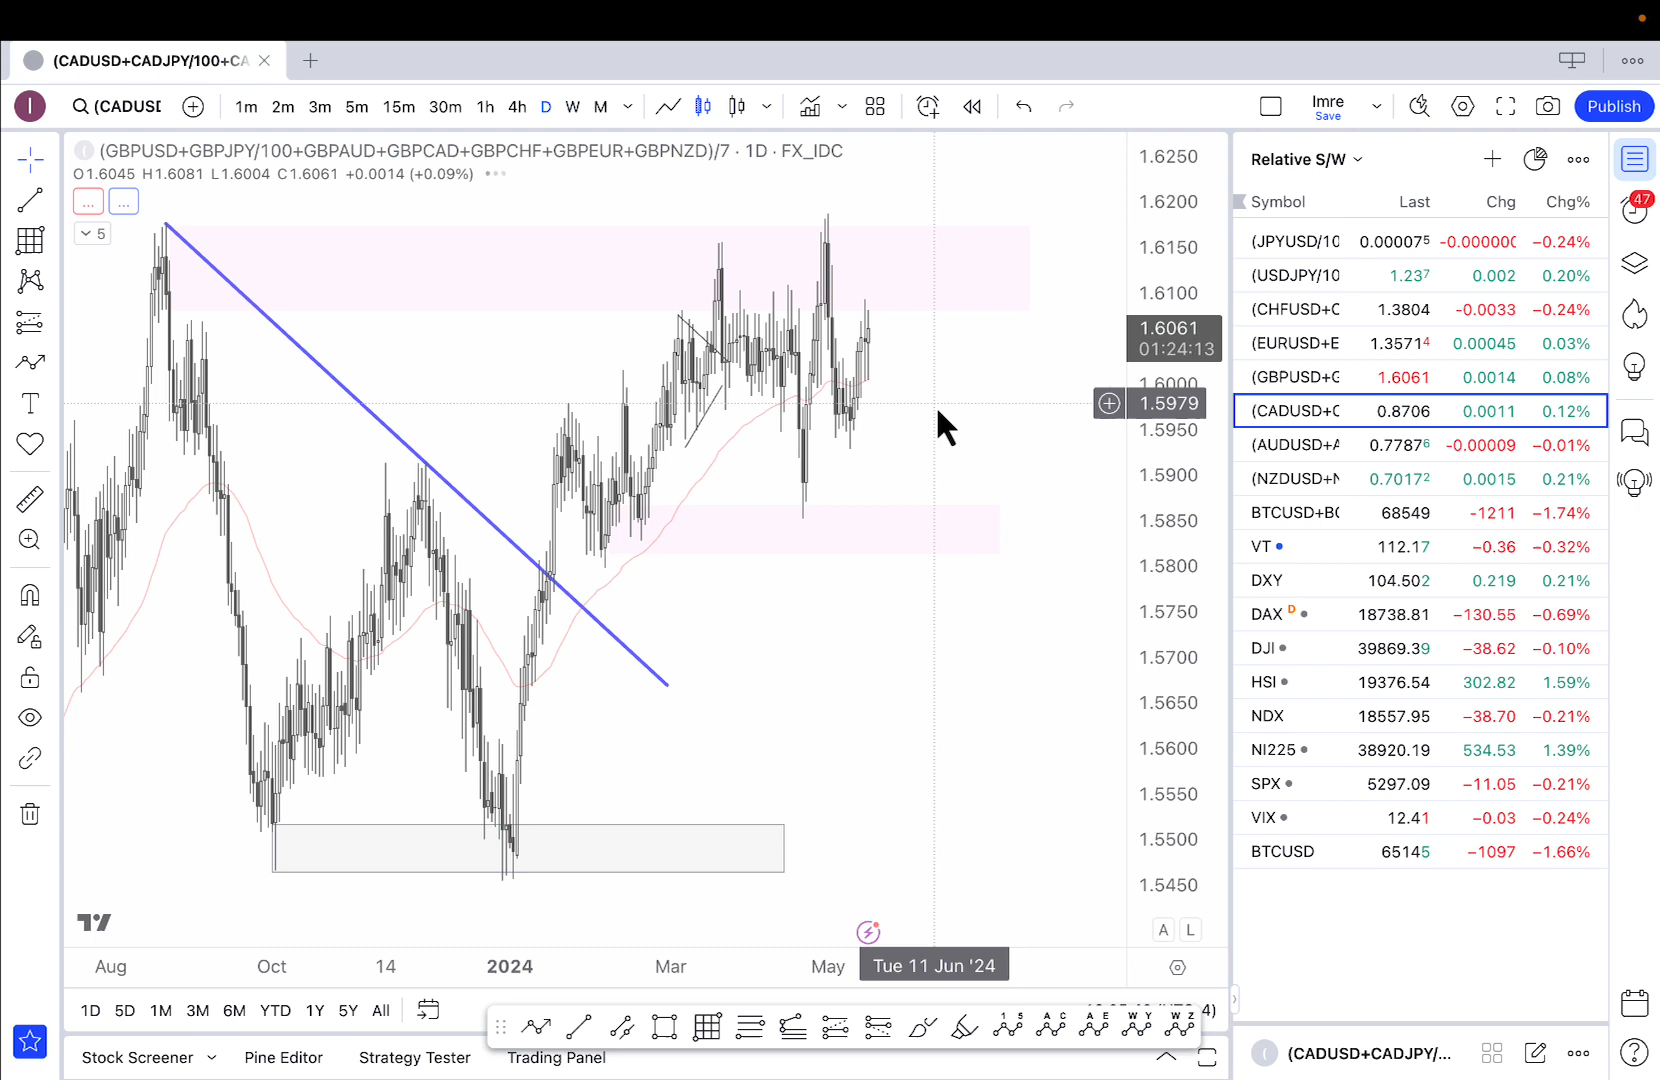 (CADUSD+CADJPY/100+CA
(CADUSD 1m 2m 3m 5m 15m 30m 1h 4h D W M Imre Save Publish
(GBPUSD+GBPJPY/100+GBPAUD+GBPCAD+GBPCHF+GBPEUR+GBPNZD)/7 · 1D · FX_IDC
O1.6045 H1.6081 L1.6004 C1.6061 +0.0014 (+0.09%)
... ...
5
1.6250
1.6200
1.6150
1.6100
1.6061
01:24:13
1.6000
1.5979
1.5950
1.5900
1.5850
1.5800
1.5750
1.5700
1.5650
1.5600
1.5550
1.5500
1.5450
A L
Aug Oct 14 2024 Mar May Tue 11 Jun '24
1D 5D 1M 3M 6M YTD 1Y 5Y All
Stock Screener Pine Editor Strategy Tester Trading Panel
1 5 A C A E W Y W Z
Relative S/W
Symbol Last Chg Chg%
(JPYUSD/10 0.000075 -0.000000 −0.24%
(USDJPY/10 1.237 0.002 0.20%
(CHFUSD+C 1.3804 -0.0033 −0.24%
(EURUSD+E 1.35714 0.00045 0.03%
(GBPUSD+G 1.6061 0.0014 0.08%
(CADUSD+C 0.8706 0.0011 0.12%
(AUDUSD+A 0.77876 -0.00009 −0.01%
(NZDUSD+N 0.70172 0.0015 0.21%
BTCUSD+BC 68549 -1211 −1.74%
VT 112.17 −0.36 −0.32%
DXY 104.502 0.219 0.21%
DAX D 18738.81 −130.55 −0.69%
DJI 39869.39 −38.62 −0.10%
HSI 19376.54 302.82 1.59%
NDX 18557.95 −38.70 −0.21%
NI225 38920.19 534.53 1.39%
SPX 5297.09 −11.05 −0.21%
VIX 12.41 −0.03 −0.24%
BTCUSD 65145 −1097 −1.66%
(CADUSD+CADJPY/...
47